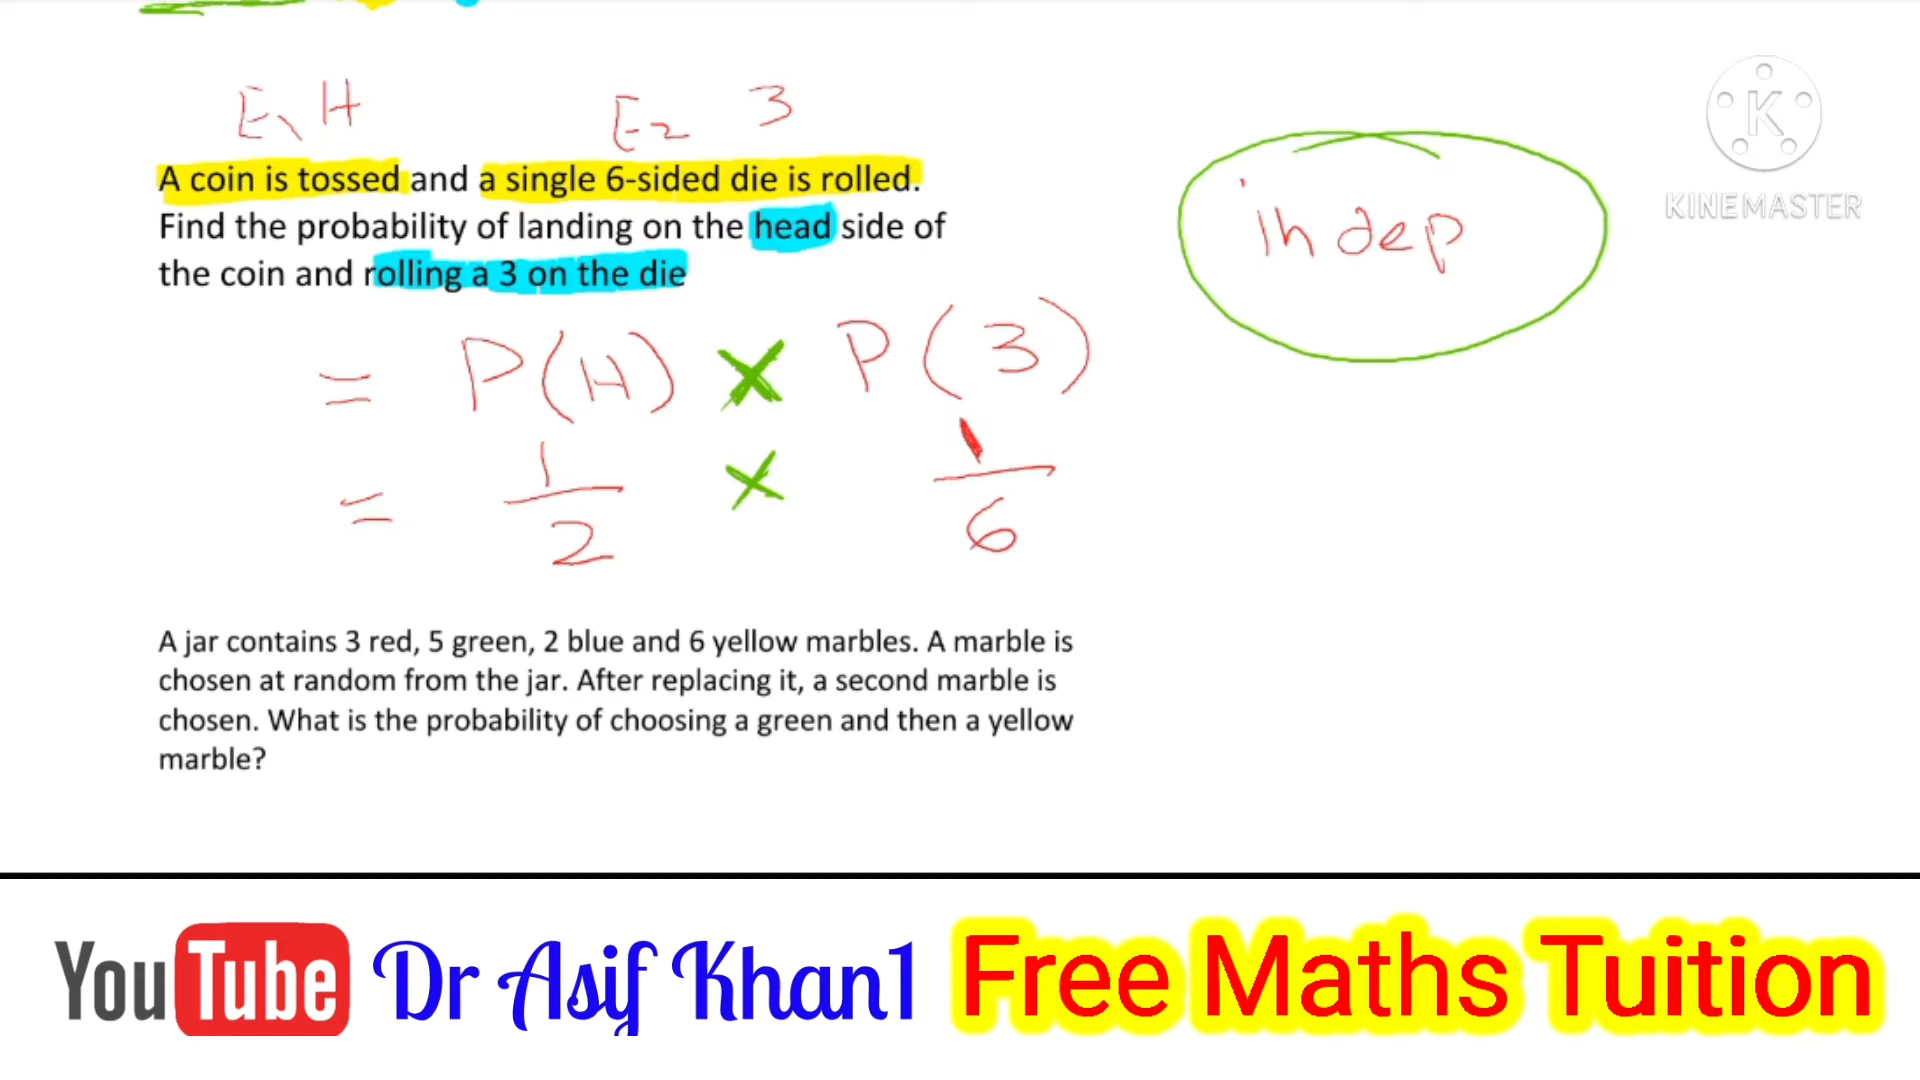 E1 H E2 3
KINEMASTER
A coin is tossed and a single 6-sided die is rolled.
Find the probability of landing on the head side of
the coin and rolling a 3 on the die
indep
= P(H) × P(3)
= 1/2 × 1/6
A jar contains 3 red, 5 green, 2 blue and 6 yellow marbles. A marble is
chosen at random from the jar. After replacing it, a second marble is
chosen. What is the probability of choosing a green and then a yellow
marble?
YouTube Dr Asif Khan1 Free Maths Tuition